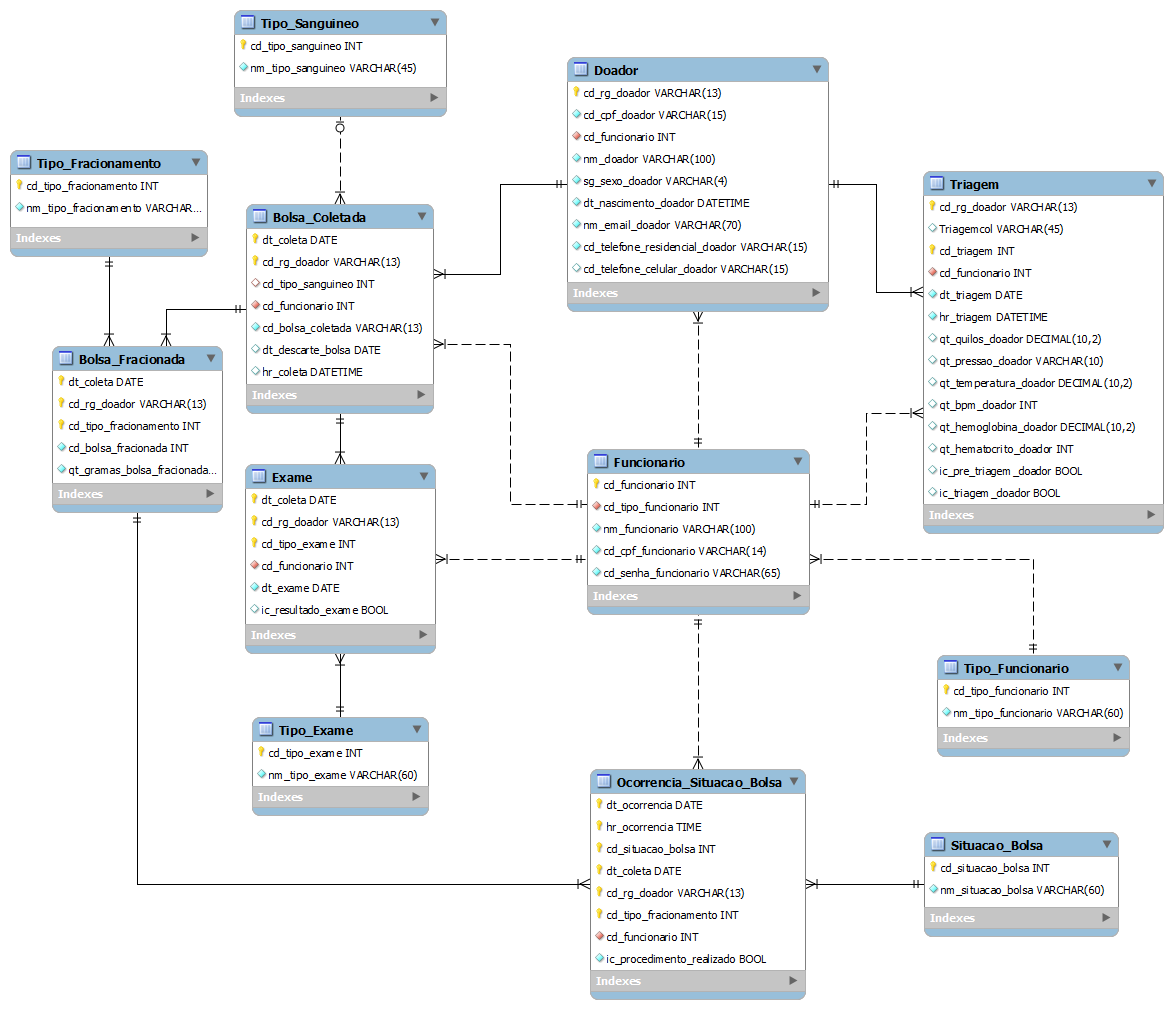 Tipo_Sanguineo
cd_tipo_sanguineo INT
nm_tipo_sanguineo VARCHAR(45)
Indexes
Doador
cd_rg_doador VARCHAR(13)
cd_cpf_doador VARCHAR(15)
cd_funcionario INT
nm_doador VARCHAR(100)
sg_sexo_doador VARCHAR(4)
dt_nascimento_doador DATETIME
nm_email_doador VARCHAR(70)
cd_telefone_residencial_doador VARCHAR(15)
cd_telefone_celular_doador VARCHAR(15)
Indexes
Tipo_Fracionamento
cd_tipo_fracionamento INT
nm_tipo_fracionamento VARCHAR...
Indexes
Triagem
cd_rg_doador VARCHAR(13)
Triagemcol VARCHAR(45)
cd_triagem INT
cd_funcionario INT
dt_triagem DATE
hr_triagem DATETIME
qt_quilos_doador DECIMAL(10,2)
qt_pressao_doador VARCHAR(10)
qt_temperatura_doador DECIMAL(10,2)
qt_bpm_doador INT
qt_hemoglobina_doador DECIMAL(10,2)
qt_hematocrito_doador INT
ic_pre_triagem_doador BOOL
ic_triagem_doador BOOL
Indexes
Bolsa_Coletada
dt_coleta DATE
cd_rg_doador VARCHAR(13)
cd_tipo_sanguineo INT
cd_funcionario INT
cd_bolsa_coletada VARCHAR(13)
dt_descarte_bolsa DATE
hr_coleta DATETIME
Indexes
Bolsa_Fracionada
dt_coleta DATE
cd_rg_doador VARCHAR(13)
cd_tipo_fracionamento INT
cd_bolsa_fracionada INT
qt_gramas_bolsa_fracionada...
Indexes
Funcionario
cd_funcionario INT
cd_tipo_funcionario INT
nm_funcionario VARCHAR(100)
cd_cpf_funcionario VARCHAR(14)
cd_senha_funcionario VARCHAR(65)
Indexes
Exame
dt_coleta DATE
cd_rg_doador VARCHAR(13)
cd_tipo_exame INT
cd_funcionario INT
dt_exame DATE
ic_resultado_exame BOOL
Indexes
Tipo_Funcionario
cd_tipo_funcionario INT
nm_tipo_funcionario VARCHAR(60)
Indexes
Tipo_Exame
cd_tipo_exame INT
nm_tipo_exame VARCHAR(60)
Indexes
Ocorrencia_Situacao_Bolsa
dt_ocorrencia DATE
hr_ocorrencia TIME
cd_situacao_bolsa INT
dt_coleta DATE
cd_rg_doador VARCHAR(13)
cd_tipo_fracionamento INT
cd_funcionario INT
ic_procedimento_realizado BOOL
Indexes
Situacao_Bolsa
cd_situacao_bolsa INT
nm_situacao_bolsa VARCHAR(60)
Indexes